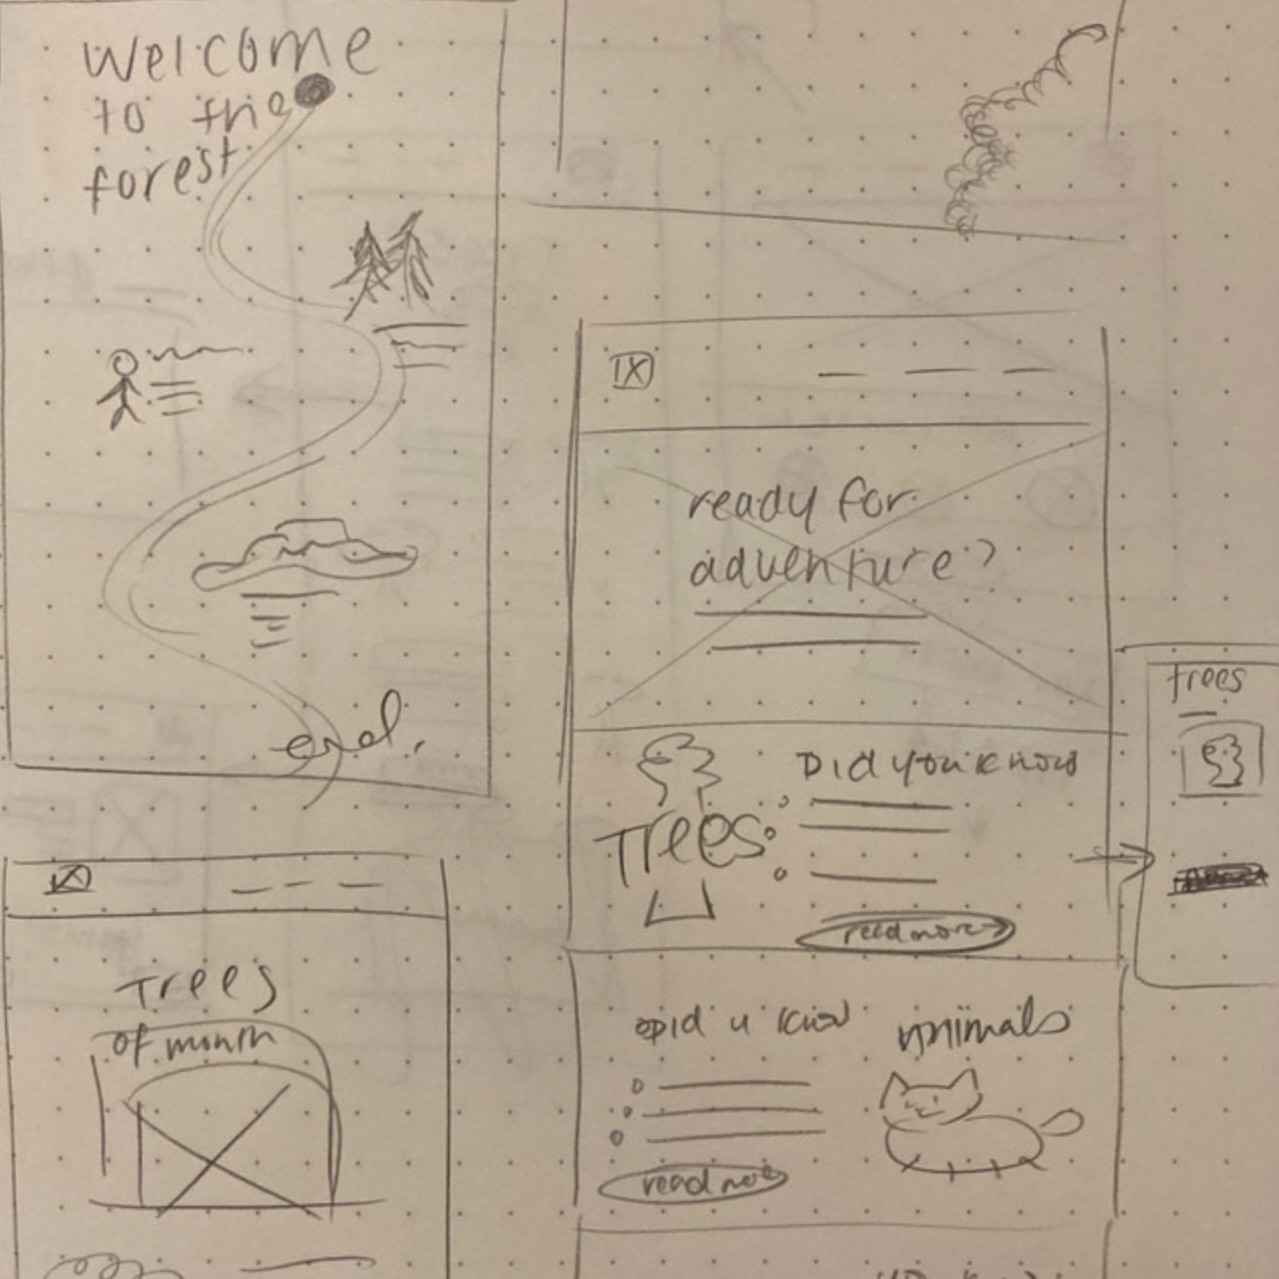 Welcome
to the
forest
end.
ready for
adventure?
Trees
Did you know
read more
trees
Trees
of month
Did u know
animals
read more